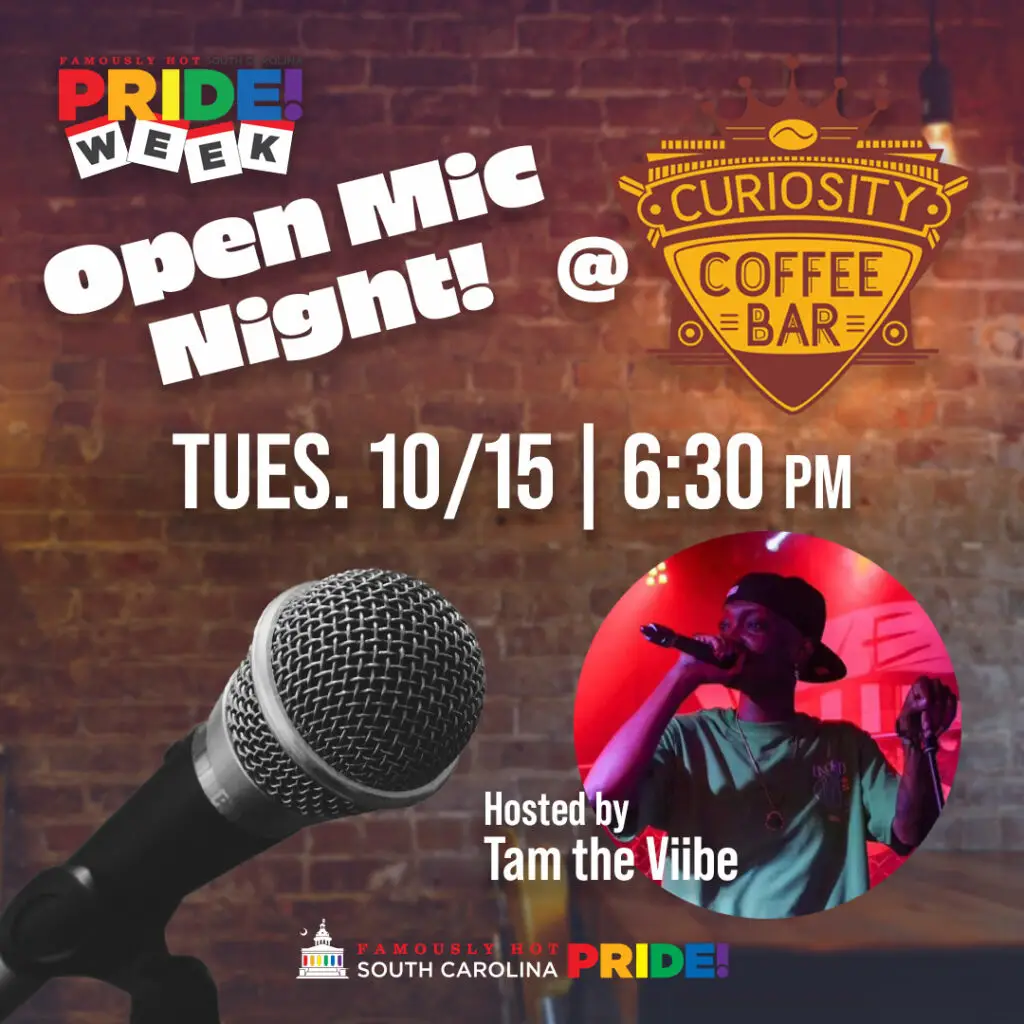 FAMOUSLY HOT SOUTH CAROLINA
PRIDE!
WEEK
Open Mic
Night!
@
CURIOSITY
COFFEE
BAR
TUES. 10/15 | 6:30 PM
Hosted by
Tam the Viibe
FAMOUSLY HOT
SOUTH CAROLINA PRIDE!